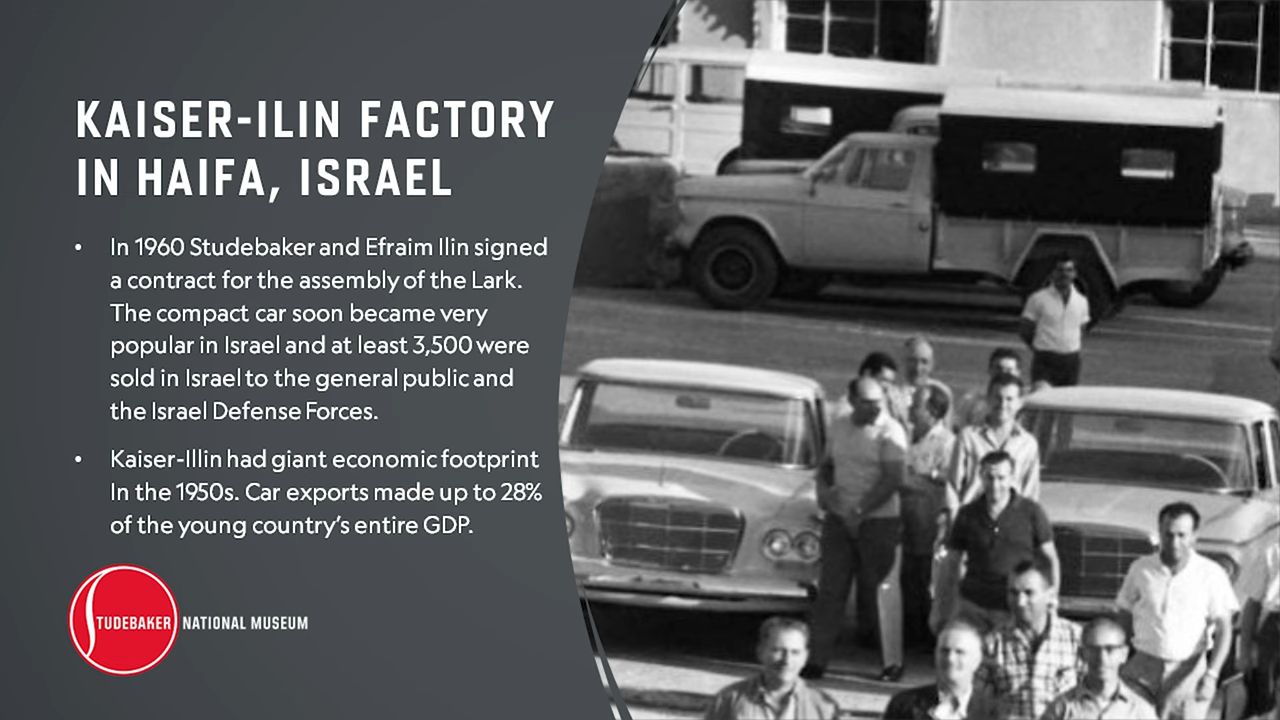 KAISER-ILIN FACTORY
IN HAIFA, ISRAEL
• In 1960 Studebaker and Efraim Ilin signed
a contract for the assembly of the Lark.
The compact car soon became very
popular in Israel and at least 3,500 were
sold in Israel to the general public and
the Israel Defense Forces.
• Kaiser-Illin had giant economic footprint
In the 1950s. Car exports made up to 28%
of the young country's entire GDP.
STUDEBAKER NATIONAL MUSEUM